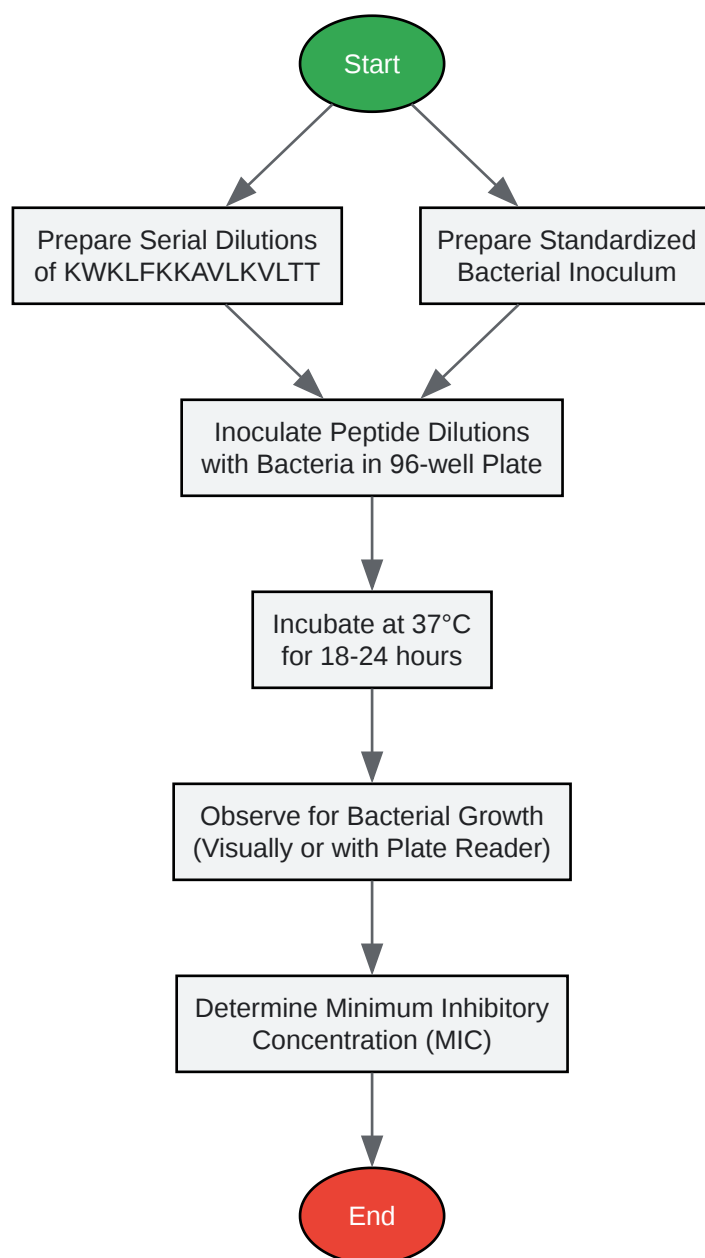 Start
Prepare Serial Dilutions
of KWKLFKKAVLKVLTT
Prepare Standardized
Bacterial Inoculum
Inoculate Peptide Dilutions
with Bacteria in 96-well Plate
Incubate at 37°C
for 18-24 hours
Observe for Bacterial Growth
(Visually or with Plate Reader)
Determine Minimum Inhibitory
Concentration (MIC)
End